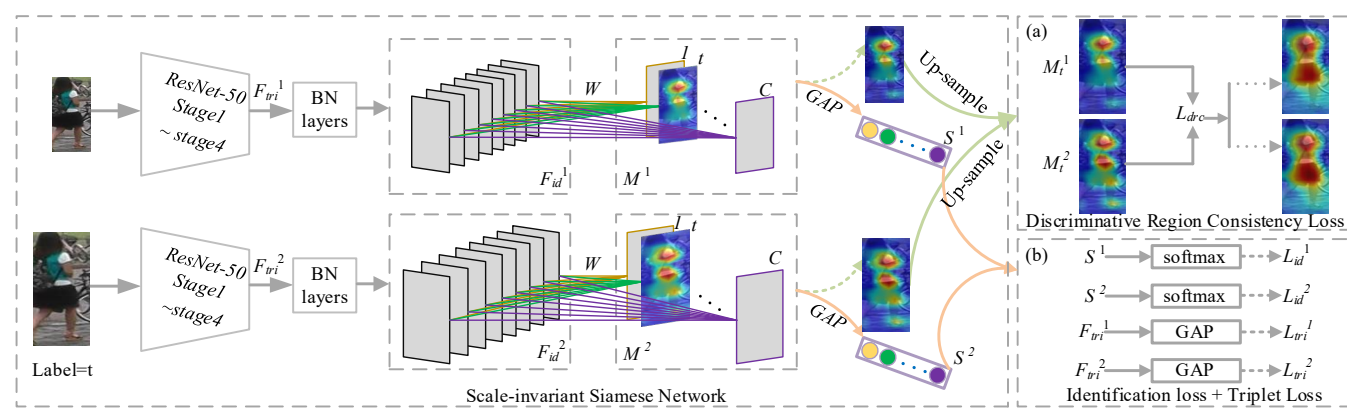 ResNet-50
Stage1
~ stage4
F_tri^1
BN
layers
W
F_id^1
1
t
C
M^1
GAP
S^1
Up-sample
ResNet-50
Stage1
~stage4
F_tri^2
BN
layers
W
F_id^2
1
t
C
M^2
GAP
S^2
Up-sample
Label=t
Scale-invariant Siamese Network
(a)
M_t^1
L_drc
M_t^2
Discriminative Region Consistency Loss
(b)
S^1 softmax L_id^1
S^2 softmax L_id^2
F_tri^1 GAP L_tri^1
F_tri^2 GAP L_tri^2
Identification loss + Triplet Loss